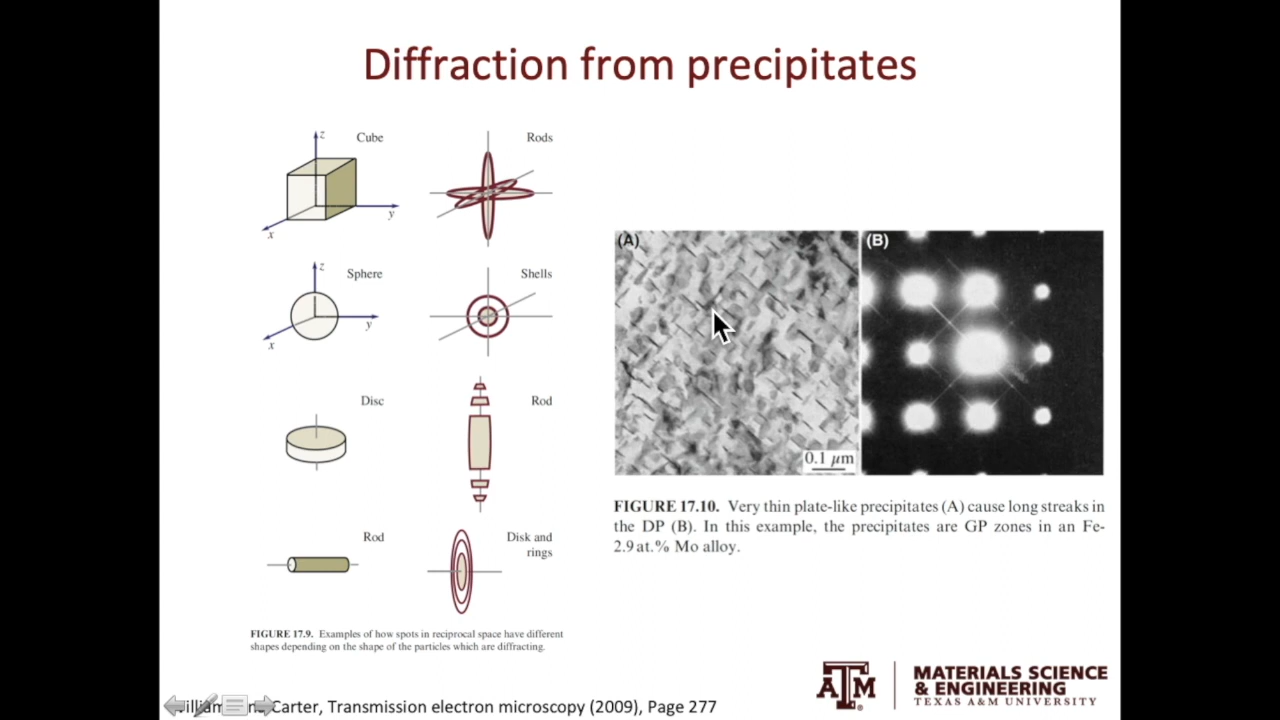 Diffraction from precipitates
z
Cube
Rods
y
x
z
Sphere
Shells
y
x
Disc
Rod
Rod
Disk and
rings
FIGURE 17.9. Examples of how spots in reciprocal space have different
shapes depending on the shape of the particles which are diffracting.
(A)
(B)
0.1 μm
FIGURE 17.10. Very thin plate-like precipitates (A) cause long streaks in
the DP (B). In this example, the precipitates are GP zones in an Fe-
2.9 at.% Mo alloy.
Carter, Transmission electron microscopy (2009), Page 277
ATM
MATERIALS SCIENCE
& ENGINEERING
TEXAS A&M UNIVERSITY